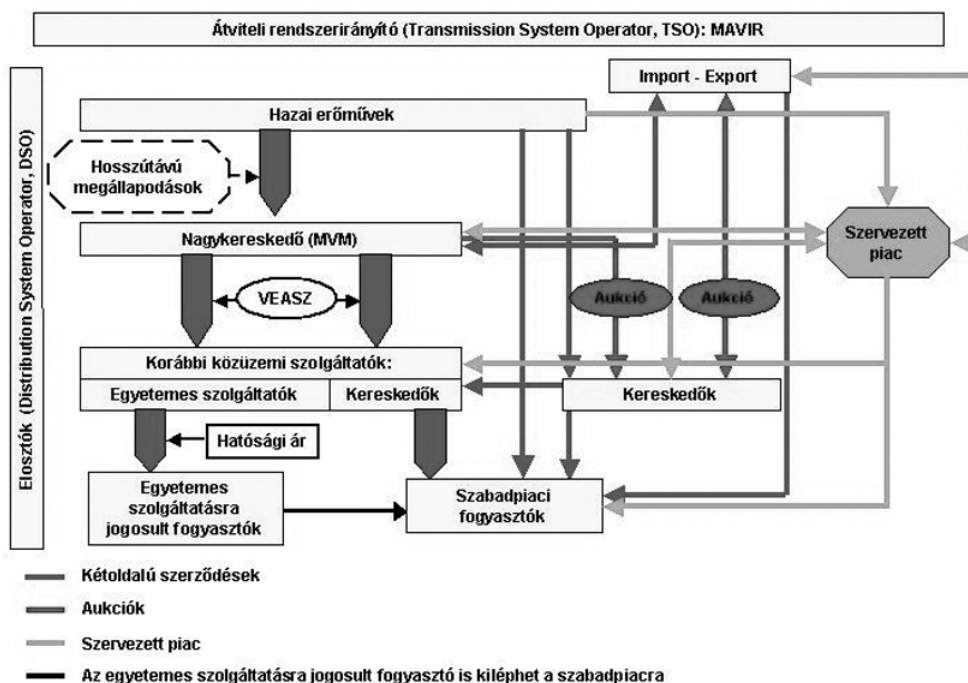 Átviteli rendszerirányító (Transmission System Operator, TSO): MAVIR
Elosztók (Distribution System Operator, DSO)
Import - Export
Hazai erőművek
Hosszútávú
megállapodások
Nagykereskedő (MVM)
Szervezett
piac
VEASZ
Aukció
Aukció
Korábbi közüzemi szolgáltatók:
Egyetemes szolgáltatók
Kereskedők
Kereskedők
Hatósági ár
Egyetemes
szolgáltatásra
jogosult fogyasztók
Szabadpiaci
fogyasztók
Kétoldalú szerződések
Aukciók
Szervezett piac
Az egyetemes szolgáltatásra jogosult fogyasztó is kiléphet a szabadpiacra